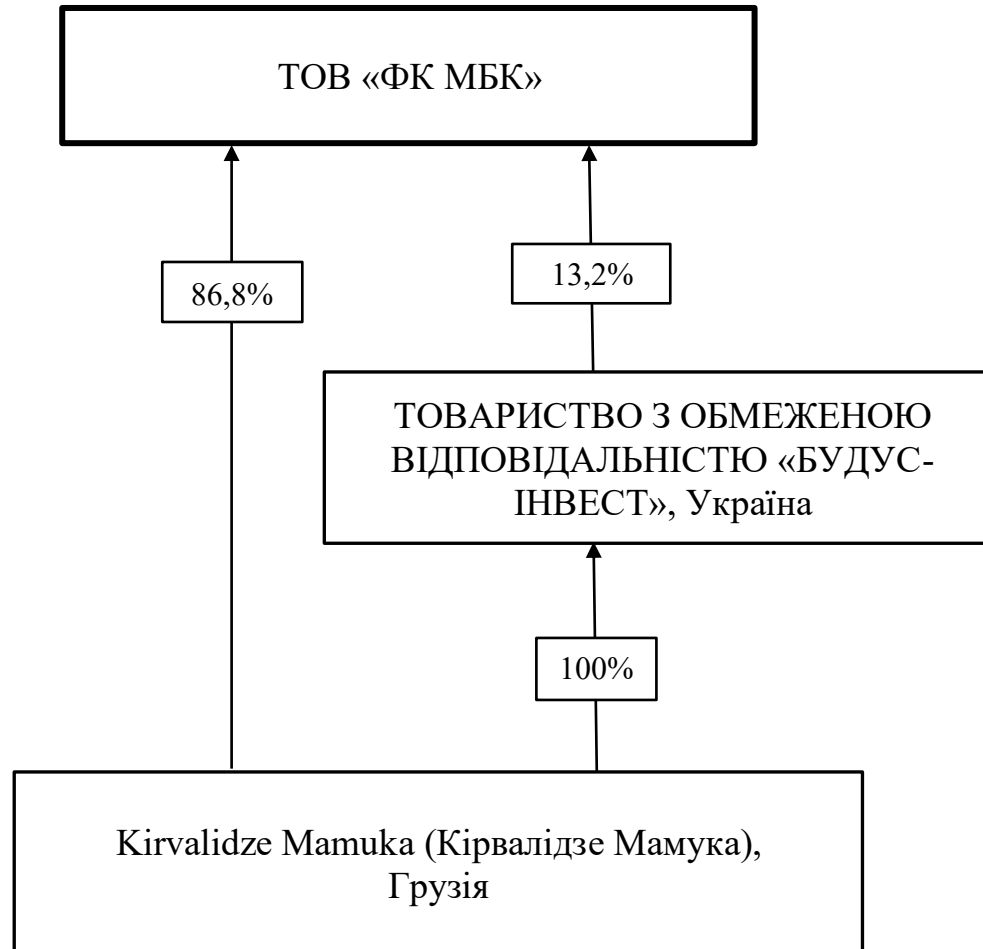 ТОВ «ФК МБК»
86,8%
13,2%
ТОВАРИСТВО З ОБМЕЖЕНОЮ
ВІДПОВІДАЛЬНІСТЮ «БУДУС-
ІНВЕСТ», Україна
100%
Kirvalidze Mamuka (Кірвалідзе Мамука),
Грузія